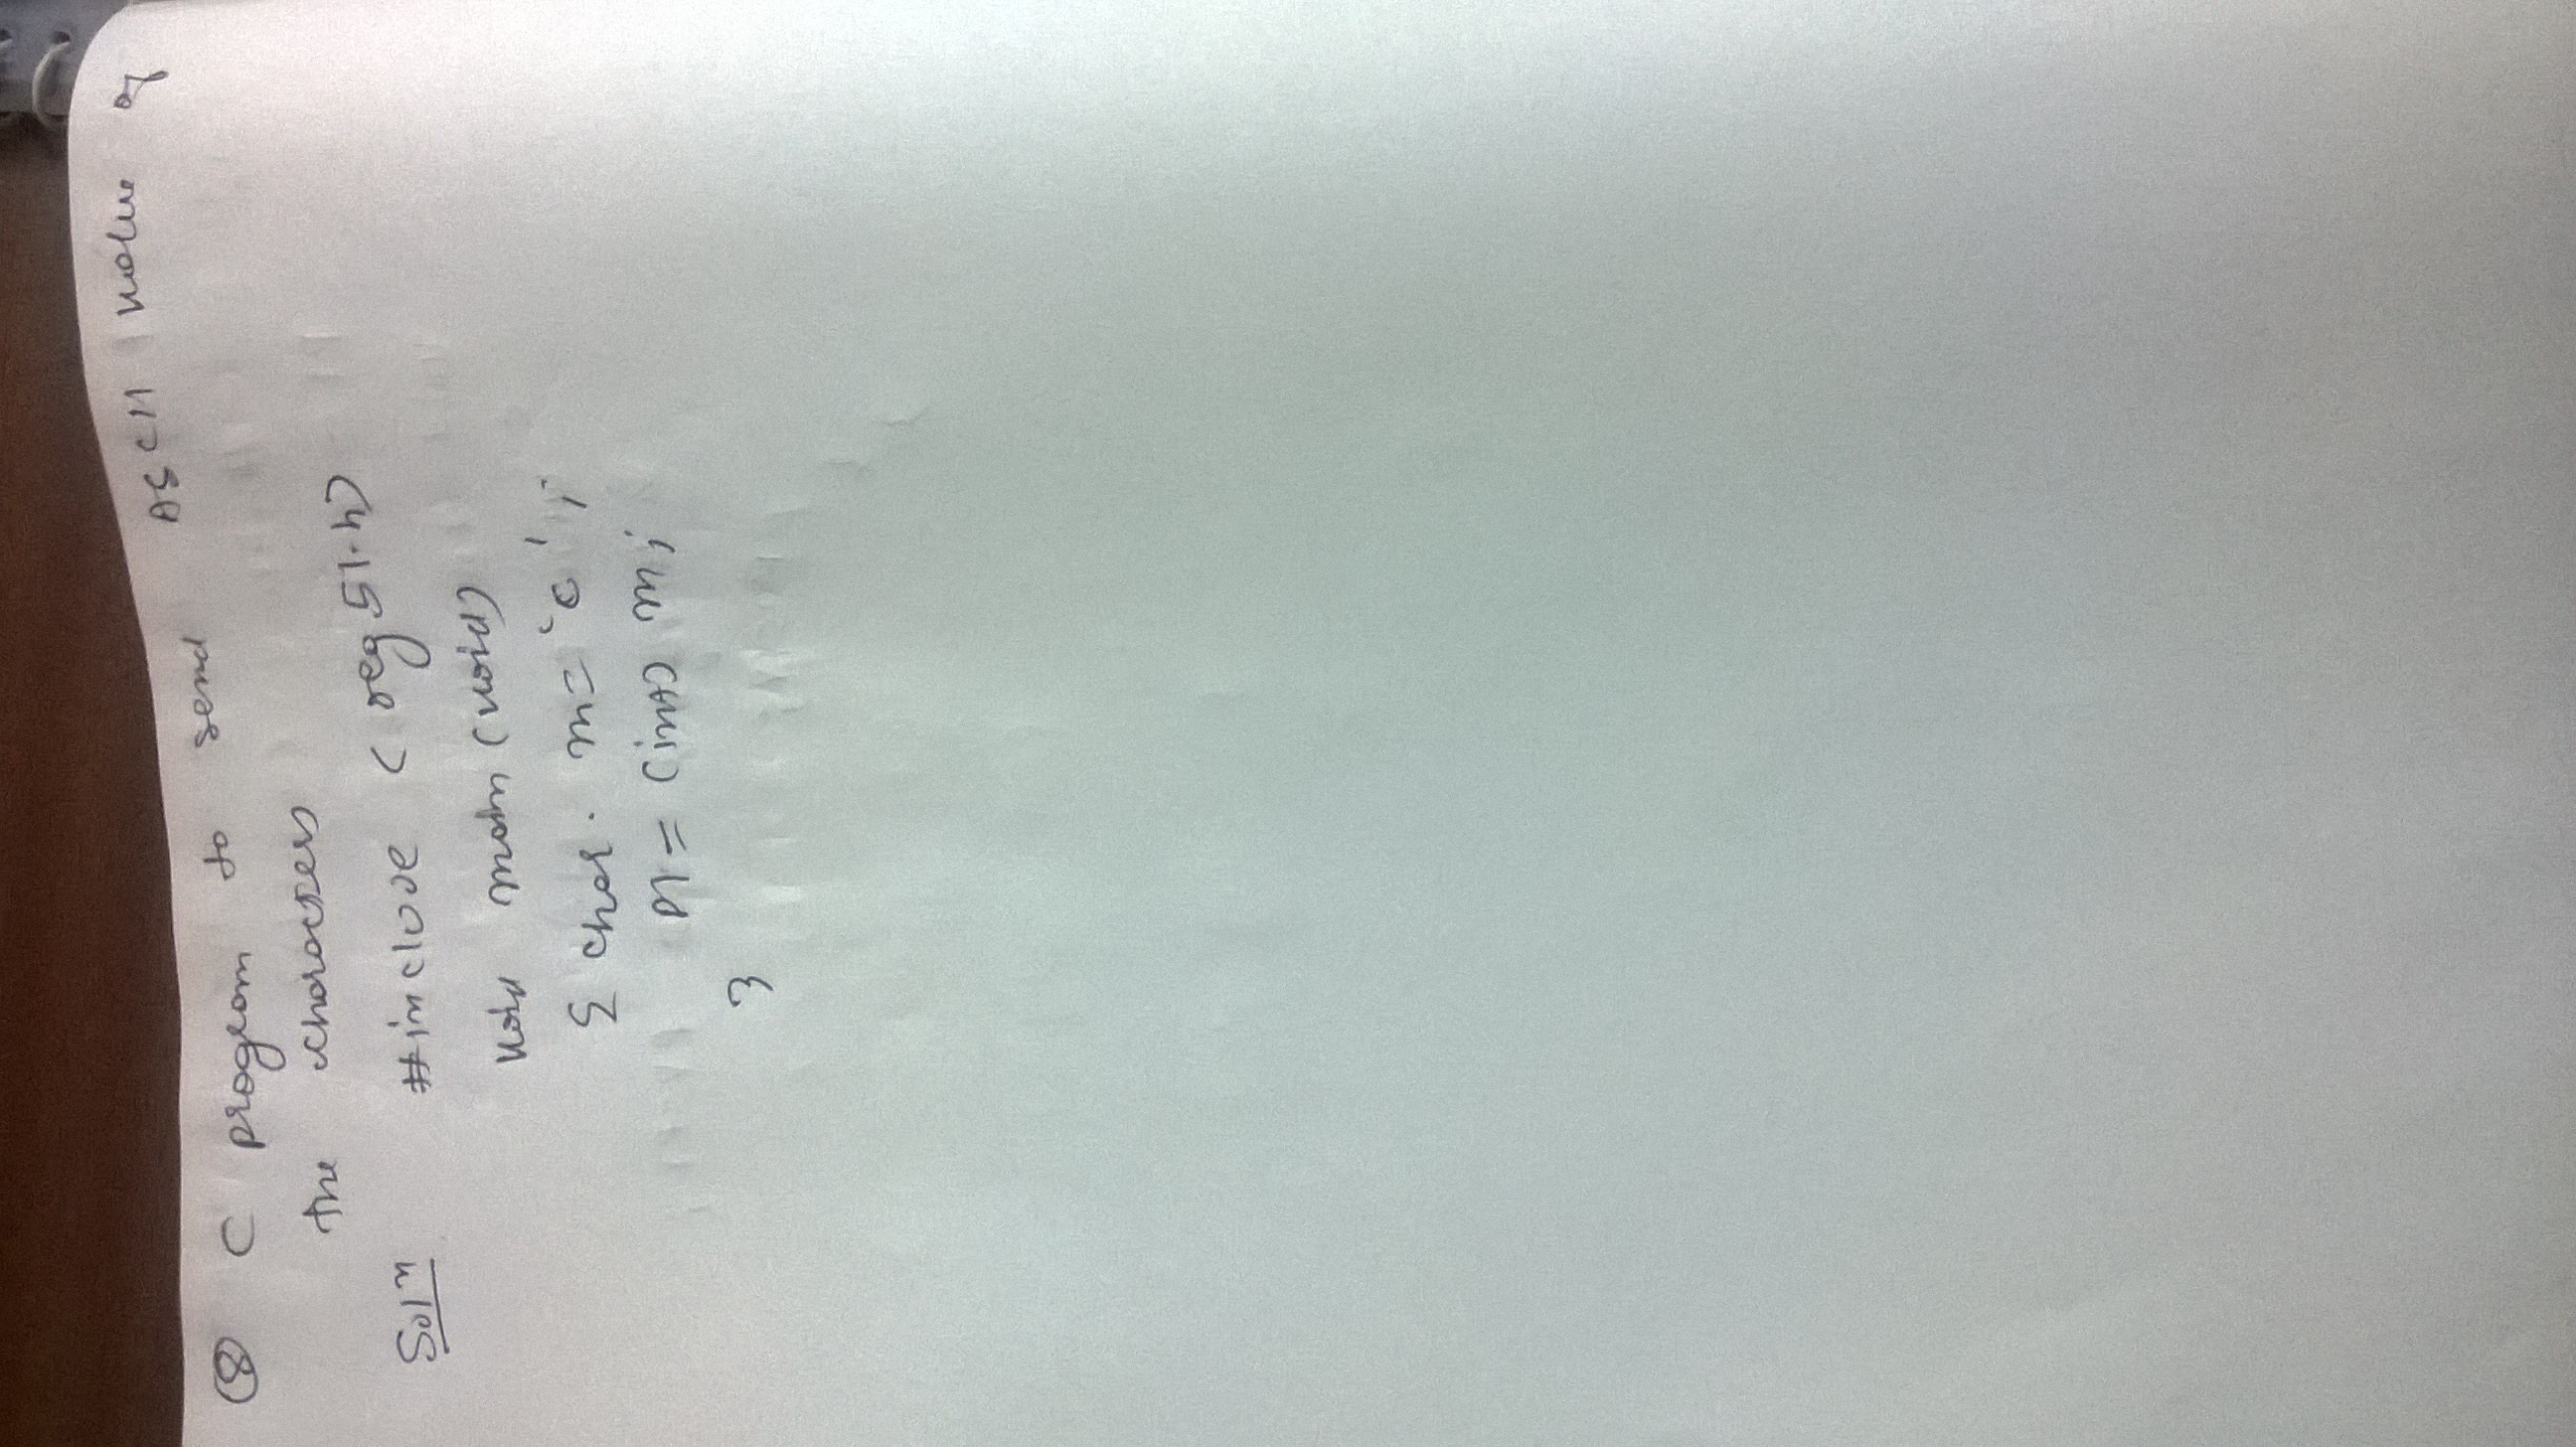 ⑧ C program to send ASCII value of
the characters
Solⁿ #include <reg51.h>
void main (void)
{ char. m= 'o' ;
P1 = (int) m;
}